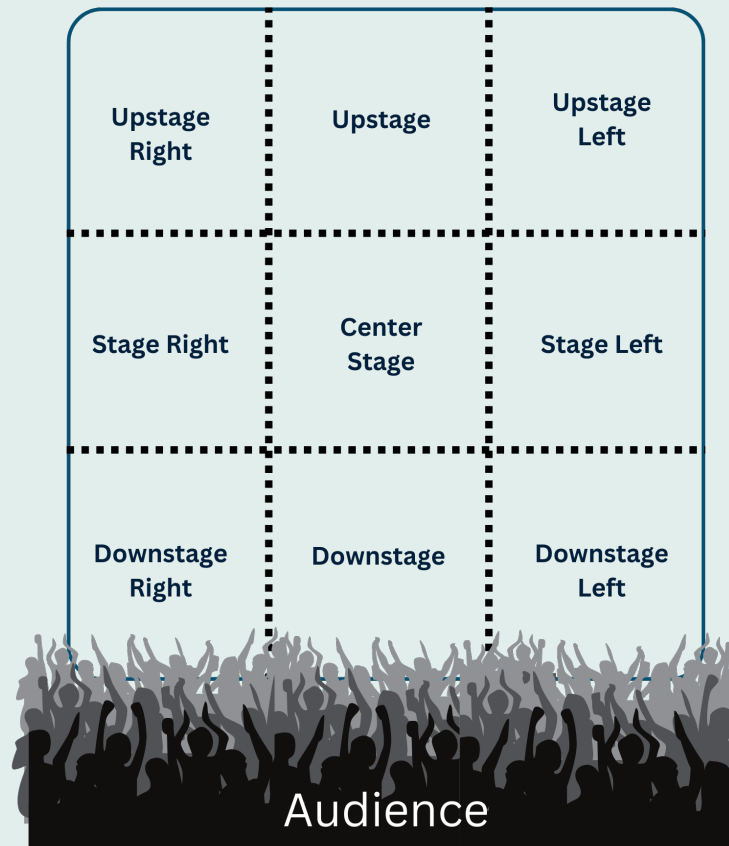 Upstage
Right
Upstage
Upstage
Left
Stage Right
Center
Stage
Stage Left
Downstage
Right
Downstage
Downstage
Left
Audience